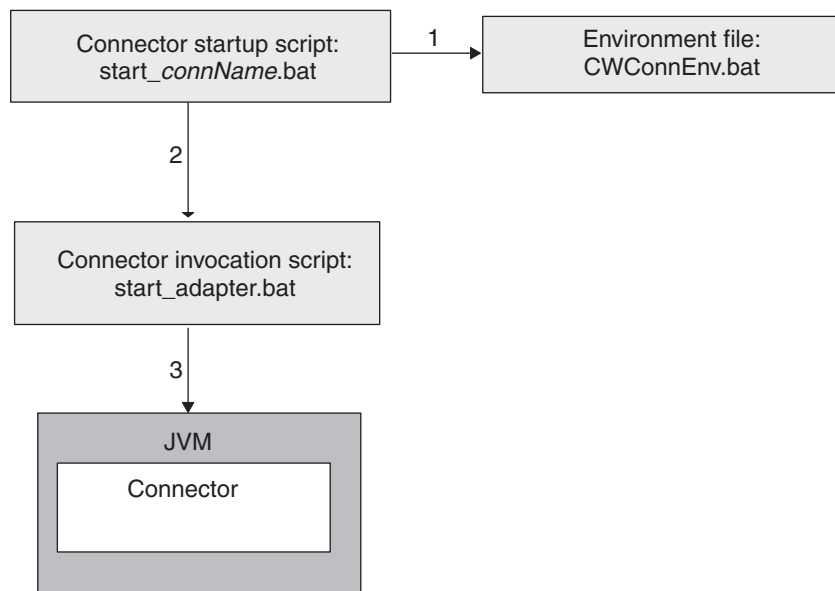 Connector startup script:
start_connName.bat
1
Environment file:
CWConnEnv.bat
2
Connector invocation script:
start_adapter.bat
3
JVM
Connector